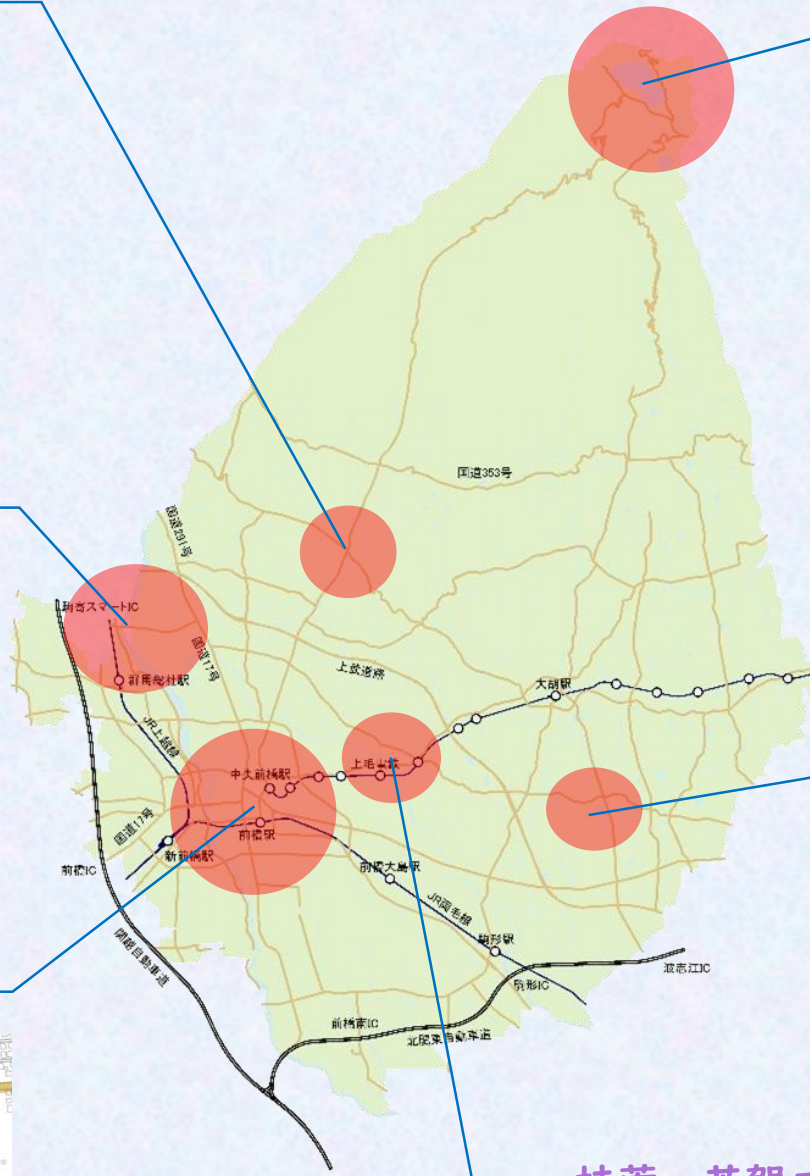 国道353号
国道291号
駒寄スマートIC
国道17号
群馬総社駅
上武道路
大胡駅
JR上越線
中央前橋駅
上毛電鉄
国道17号
前橋駅
新前橋駅
前橋IC
前橋大島駅
JR両毛線
関越自動車道
駒形駅
波志江IC
駒形IC
前橋南IC
北関東自動車道